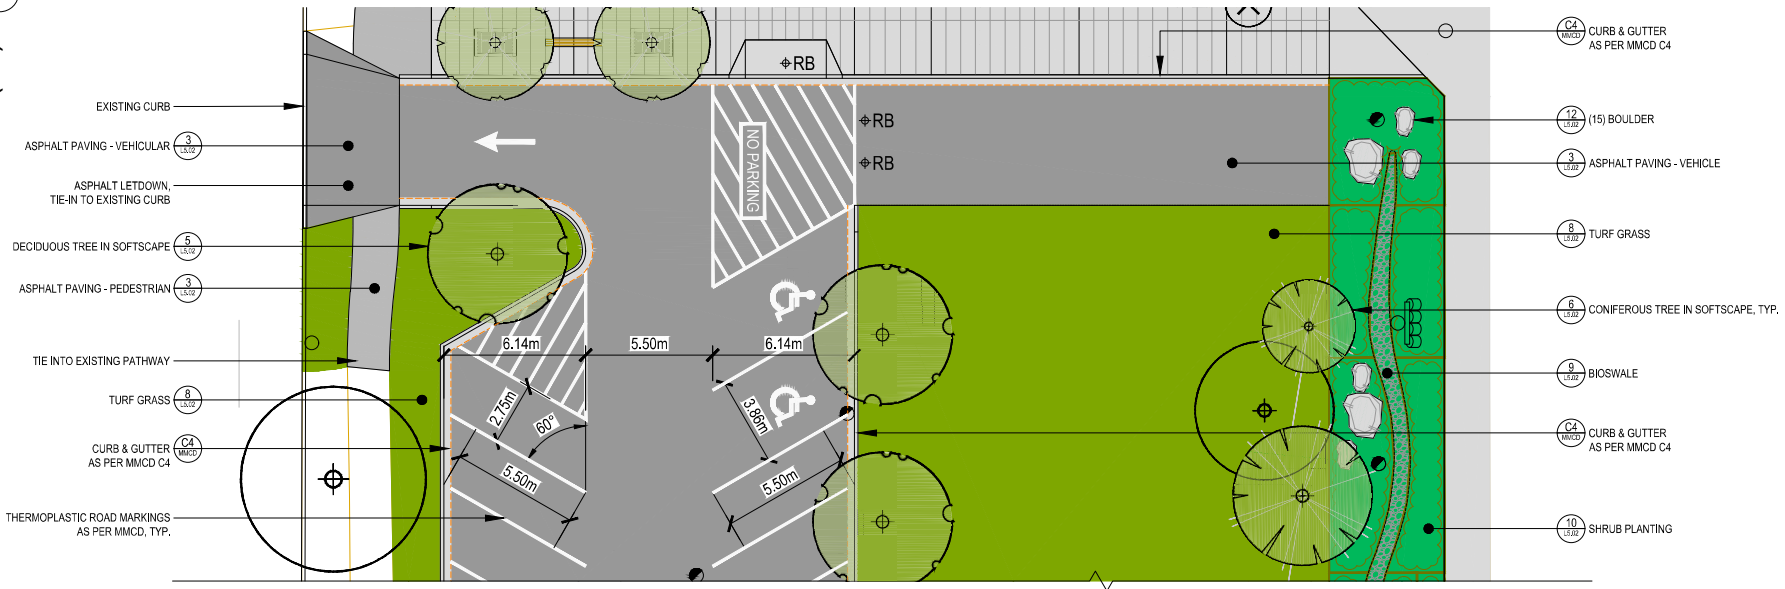 EXISTING CURB
ASPHALT PAVING - VEHICULAR
3
L5.02
ASPHALT LETDOWN,
TIE-IN TO EXISTING CURB
DECIDUOUS TREE IN SOFTSCAPE
5
L5.02
ASPHALT PAVING - PEDESTRIAN
3
L5.02
TIE INTO EXISTING PATHWAY
TURF GRASS
8
L5.02
CURB & GUTTER
AS PER MMCD C4
C4
MMCD
THERMOPLASTIC ROAD MARKINGS
AS PER MMCD, TYP.
RB
RB
RB
NO PARKING
6.14m
5.50m
6.14m
2.75m
60°
5.50m
3.86m
5.50m
C4
MMCD
CURB & GUTTER
AS PER MMCD C4
12
L5.02
(15) BOULDER
3
L5.02
ASPHALT PAVING - VEHICLE
8
L5.02
TURF GRASS
6
L5.02
CONIFEROUS TREE IN SOFTSCAPE, TYP.
9
L5.02
BIOSWALE
C4
MMCD
CURB & GUTTER
AS PER MMCD C4
10
L5.02
SHRUB PLANTING